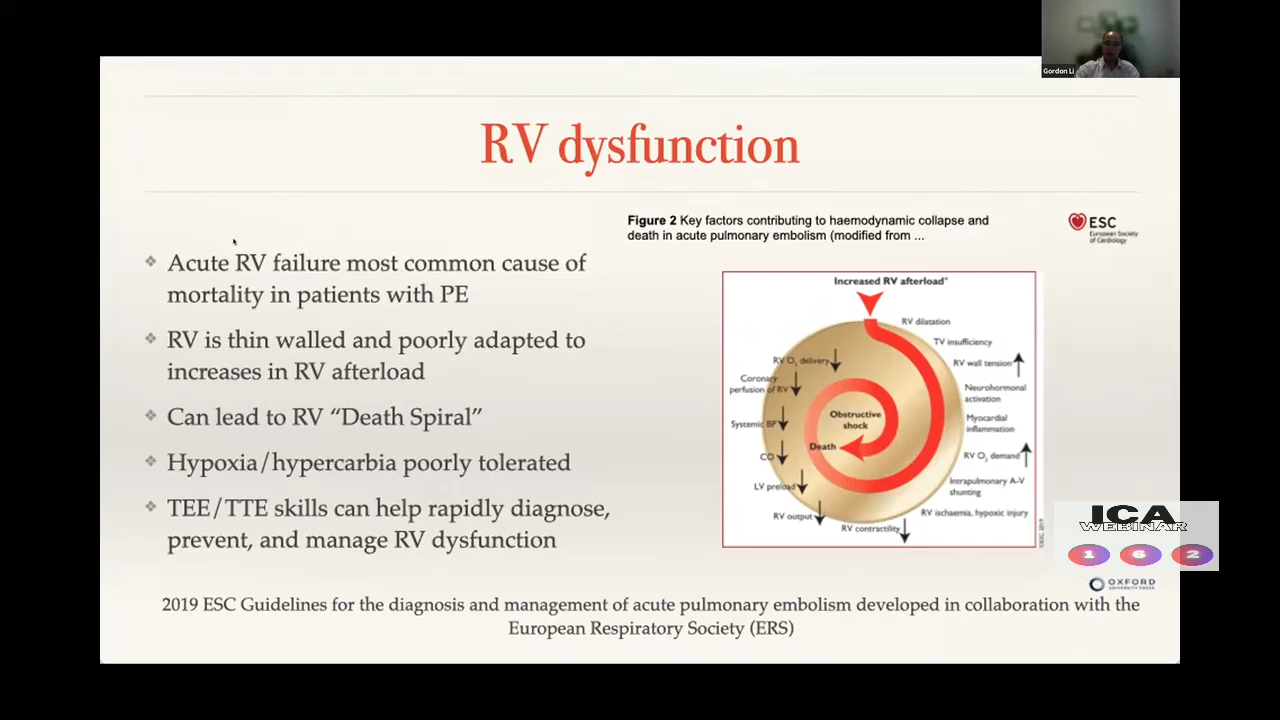 Gordon Li
RV dysfunction
Figure 2 Key factors contributing to haemodynamic collapse and
death in acute pulmonary embolism (modified from ...
ESC
European Society
of Cardiology
❖ Acute RV failure most common cause of
mortality in patients with PE
❖ RV is thin walled and poorly adapted to
increases in RV afterload
❖ Can lead to RV “Death Spiral”
❖ Hypoxia/hypercarbia poorly tolerated
❖ TEE/TTE skills can help rapidly diagnose,
prevent, and manage RV dysfunction
Increased RV afterload*
RV dilatation
TV insufficiency
RV wall tension
Neurohormonal
activation
Myocardial
inflammation
RV O₂ demand
Intrapulmonary A-V
shunting
RV ischaemia, hypoxic injury
RV contractility
RV output
LV preload
CO
Systemic BP
Coronary
perfusion of RV
RV O₂ delivery
Obstructive
shock
Death
©ESC 2019
ICA
WEBINAR
1 6 2
OXFORD
UNIVERSITY PRESS
2019 ESC Guidelines for the diagnosis and management of acute pulmonary embolism developed in collaboration with the
European Respiratory Society (ERS)